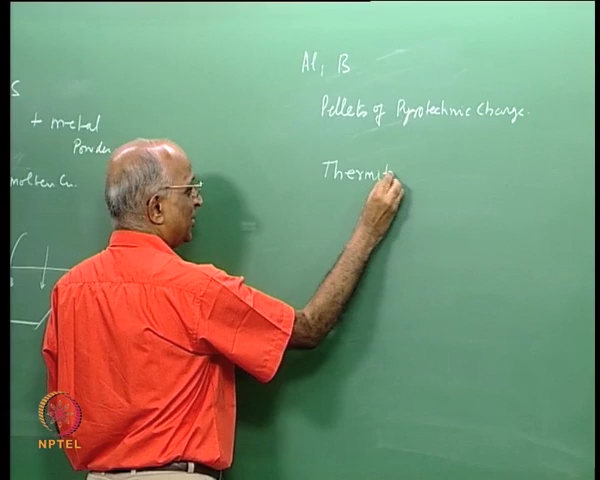 S
+ metal
Powder
molten
Al, B
Pellets of Pyrotechnic Charge.
Thermit
NPTEL